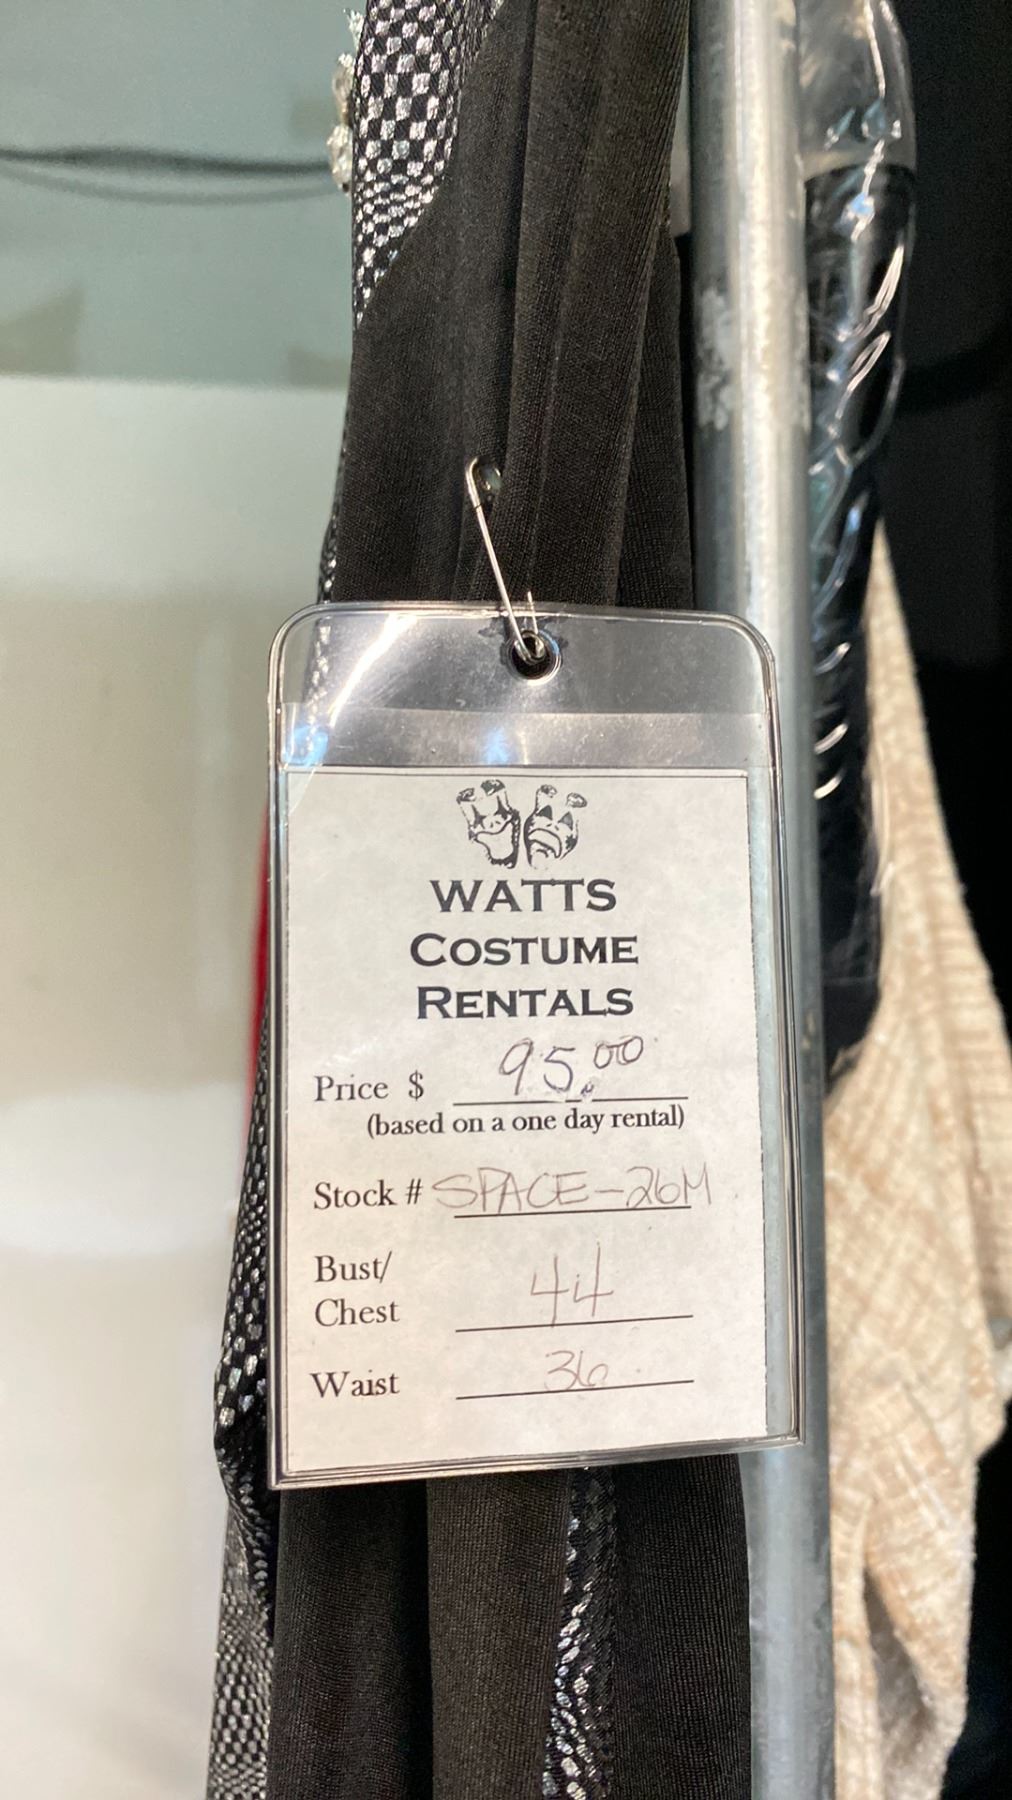 WATTS
COSTUME
RENTALS
Price $ 95.00
(based on a one day rental)
Stock # SPACE-26M
Bust/
Chest 44
Waist 36